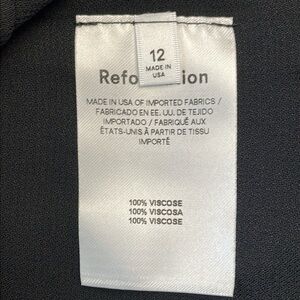 12
MADE IN
USA
Refo ion
MADE IN USA OF IMPORTED FABRICS /
FABRICADO EN EE. UU. DE TEJIDO
IMPORTADO / FABRIQUÉ AUX
ÉTATS-UNIS À PARTIR DE TISSU
IMPORTÉ
100% VISCOSE
100% VISCOSA
100% VISCOSE